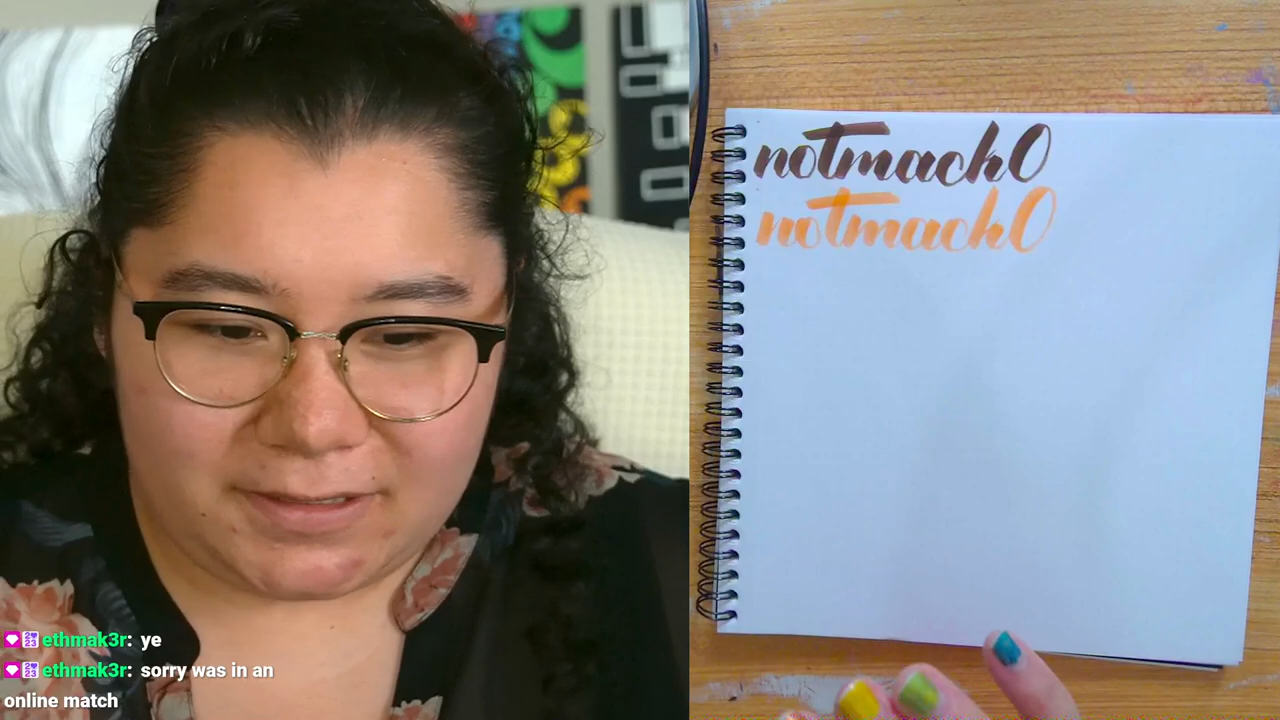 notmack0
notmack0
ethmak3r: ye
ethmak3r: sorry was in an
online match